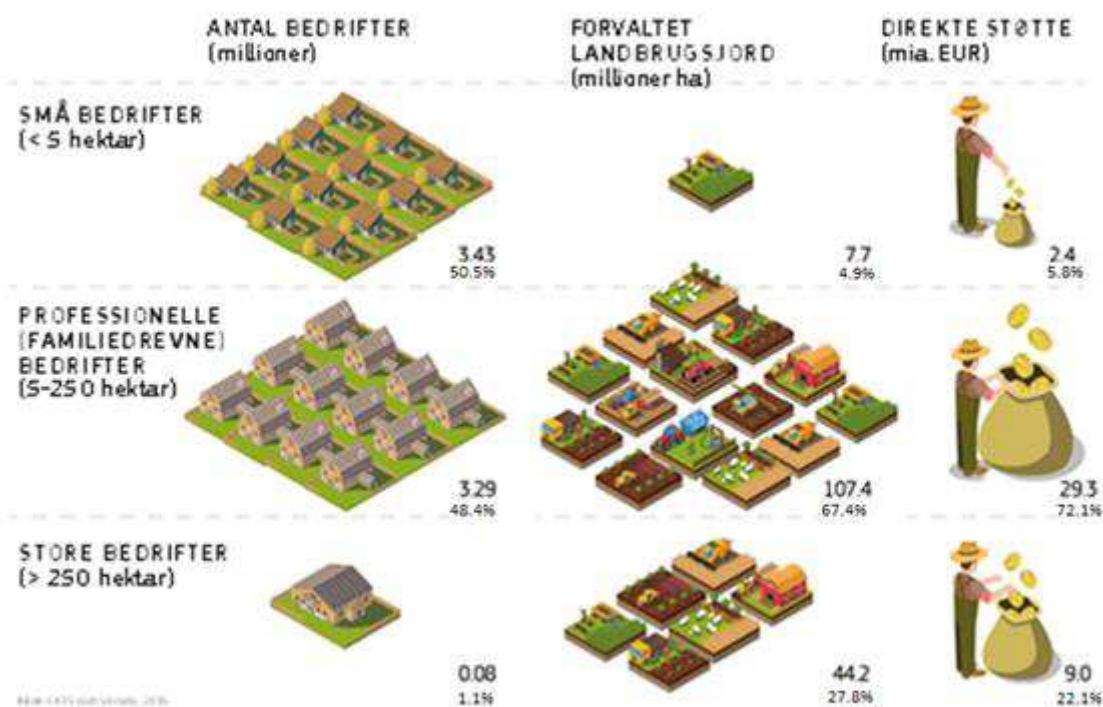 ANTAL BEDRIFTER
(millioner)
FORVALTET
LANDBRUGSJORD
(millioner ha)
DIREKTE STØTTE
(mia. EUR)
SMÅ BEDRIFTER
(< 5 hektar)
3.43
50.5%
7.7
4.9%
2.4
5.8%
PROFESSIONELLE
(FAMILIEDREVNE)
BEDRIFTER
(5-250 hektar)
3.29
48.4%
107.4
67.4%
29.3
72.1%
STORE BEDRIFTER
(> 250 hektar)
0.08
1.1%
44.2
27.8%
9.0
22.1%